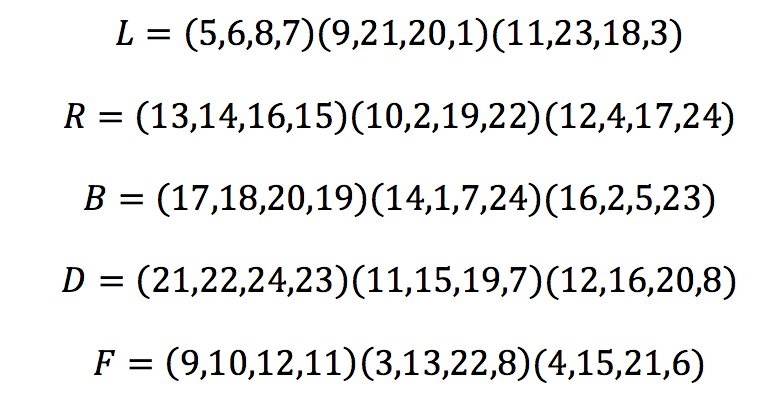 L = (5,6,8,7)(9,21,20,1)(11,23,18,3)
R = (13,14,16,15)(10,2,19,22)(12,4,17,24)
B = (17,18,20,19)(14,1,7,24)(16,2,5,23)
D = (21,22,24,23)(11,15,19,7)(12,16,20,8)
F = (9,10,12,11)(3,13,22,8)(4,15,21,6)